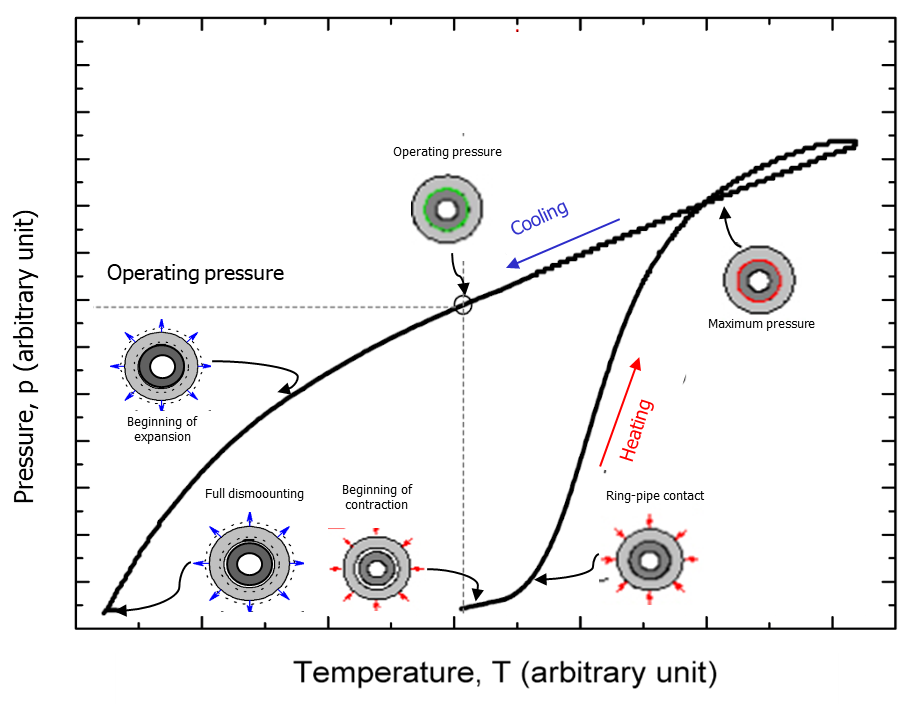 Operating pressure
Cooling
Operating pressure
Maximum pressure
Beginning of
expansion
Heating
Full dismoounting
Beginning of
contraction
Ring-pipe contact
Pressure, p (arbitrary unit)
Temperature, T (arbitrary unit)